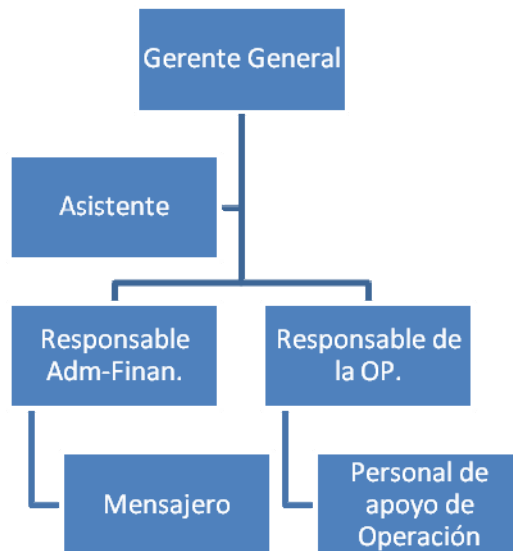 Gerente General
Asistente
Responsable
Adm-Finan.
Responsable de
la OP.
Mensajero
Personal de
apoyo de
Operación